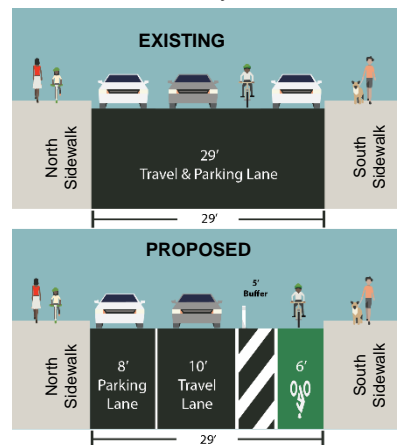 EXISTING
North
Sidewalk
29'
Travel & Parking Lane
South
Sidewalk
29'
PROPOSED
5'
Buffer
North
Sidewalk
8'
Parking
Lane
10'
Travel
Lane
6'
South
Sidewalk
29'